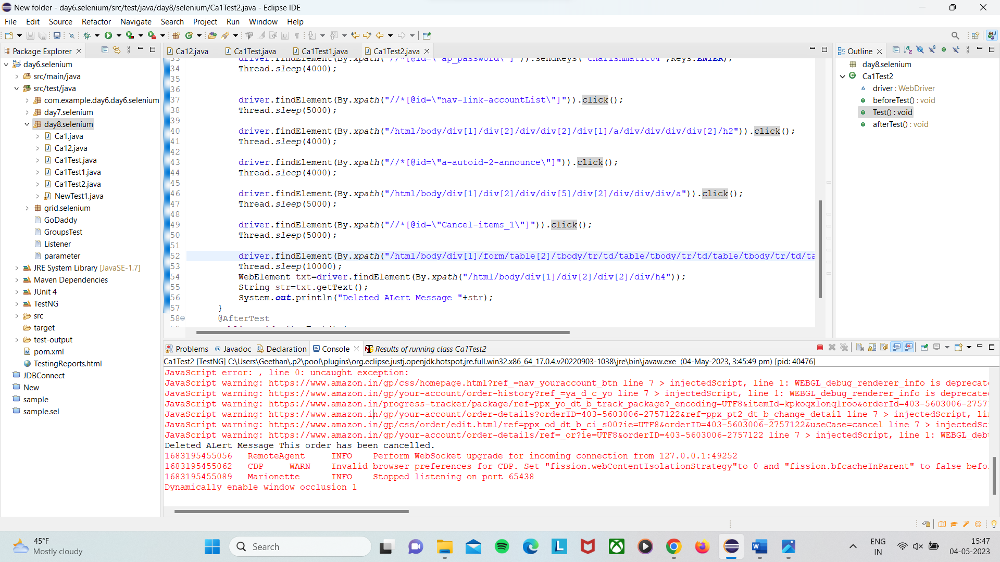 New folder - day6.selenium/src/test/java/day8/selenium/Ca1Test2.java - Eclipse IDE
File Edit Source Refactor Navigate Search Project Run Window Help
Package Explorer
day6.selenium
src/main/java
src/test/java
com.example.day6.day6.selenium
day7.selenium
day8.selenium
Ca1.java
Ca12.java
Ca1Test.java
Ca1Test1.java
Ca1Test2.java
NewTest1.java
grid.selenium
GoDaddy
GroupsTest
Listener
parameter
JRE System Library [JavaSE-1.7]
Maven Dependencies
JUnit 4
TestNG
src
target
test-output
pom.xml
TestingReports.html
JDBConnect
New
sample
sample.sel
Ca12.java Ca1Test.java Ca1Test1.java Ca1Test2.java
33 driver.findElement(By.xpath("//*[@id=\"ap_password\"]")).sendKeys("Charishmatic04",Keys.ENTER);
34 Thread.sleep(4000);
35
36
37 driver.findElement(By.xpath("//*[@id=\"nav-link-accountList\"]")).click();
38 Thread.sleep(5000);
39
40 driver.findElement(By.xpath("/html/body/div[1]/div[2]/div/div[2]/div[1]/a/div/div/div/div[2]/h2")).click();
41 Thread.sleep(4000);
42
43 driver.findElement(By.xpath("//*[@id=\"a-autoid-2-announce\"]")).click();
44 Thread.sleep(4000);
45
46 driver.findElement(By.xpath("/html/body/div[1]/div[2]/div/div[5]/div[2]/div/div/div/a")).click();
47 Thread.sleep(5000);
48
49 driver.findElement(By.xpath("//*[@id=\"Cancel-items_1\"]")).click();
50 Thread.sleep(5000);
51
52 driver.findElement(By.xpath("/html/body/div[1]/form/table[2]/tbody/tr/td/table/tbody/tr/td/table/tbody/tr/td/ta
53 Thread.sleep(10000);
54 WebElement txt=driver.findElement(By.xpath("/html/body/div[1]/div[2]/div[2]/div/h4"));
55 String str=txt.getText();
56 System.out.println("Deleted ALert Message "+str);
57 }
58 @AfterTest
Outline
day8.selenium
Ca1Test2
driver : WebDriver
beforeTest() : void
Test() : void
afterTest() : void
Problems @ Javadoc Declaration Console Results of running class Ca1Test2
Ca1Test2 [TestNG] C:\Users\Geethan\.p2\pool\plugins\org.eclipse.justj.openjdk.hotspot.jre.full.win32.x86_64_17.0.4.v20220903-1038\jre\bin\javaw.exe (04-May-2023, 3:45:49 pm) [pid: 40476]
JavaScript error: , line 0: uncaught exception:
JavaScript warning: https://www.amazon.in/gp/css/homepage.html?ref_=nav_youraccount_btn line 7 > injectedScript, line 1: WEBGL_debug_renderer_info is deprecate
JavaScript warning: https://www.amazon.in/gp/your-account/order-history?ref_=ya_d_c_yo line 7 > injectedScript, line 1: WEBGL_debug_renderer_info is deprecated
JavaScript warning: https://www.amazon.in/progress-tracker/package/ref=ppx_yo_dt_b_track_package?_encoding=UTF8&itemId=kpkoqxlonqlroo&orderId=403-5603006-2757
JavaScript warning: https://www.amazon.in/gp/your-account/order-details?orderID=403-5603006-2757122&ref=ppx_pt2_dt_b_change_detail line 7 > injectedScript, li
JavaScript warning: https://www.amazon.in/gp/css/order/edit.html/ref=ppx_od_dt_b_ci_s00?ie=UTF8&orderID=403-5603006-2757122&useCase=cancel line 7 > injectedSc
JavaScript warning: https://www.amazon.in/gp/your-account/order-details/ref=_or?ie=UTF8&orderID=403-5603006-2757122 line 7 > injectedScript, line 1: WEBGL_deb
Deleted ALert Message This order has been cancelled.
1683195455056 RemoteAgent INFO Perform WebSocket upgrade for incoming connection from 127.0.0.1:49252
1683195455062 CDP WARN Invalid browser preferences for CDP. Set "fission.webContentIsolationStrategy"to 0 and "fission.bfcacheInParent" to false befo
1683195455089 Marionette INFO Stopped listening on port 65438
Dynamically enable window occlusion 1
45°F
Mostly cloudy
Search
ENG
IN
15:47
04-05-2023